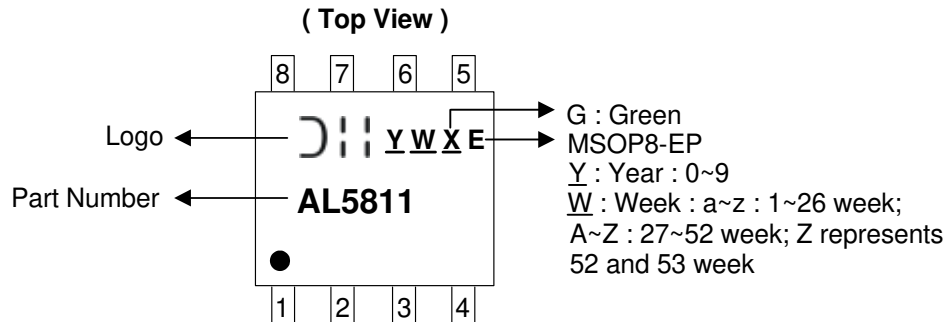 ( Top View )
8 7 6 5
Logo
Y W X E
G : Green
MSOP8-EP
Part Number
AL5811
Y : Year : 0~9
W : Week : a~z : 1~26 week;
A~Z : 27~52 week; Z represents
52 and 53 week
1 2 3 4